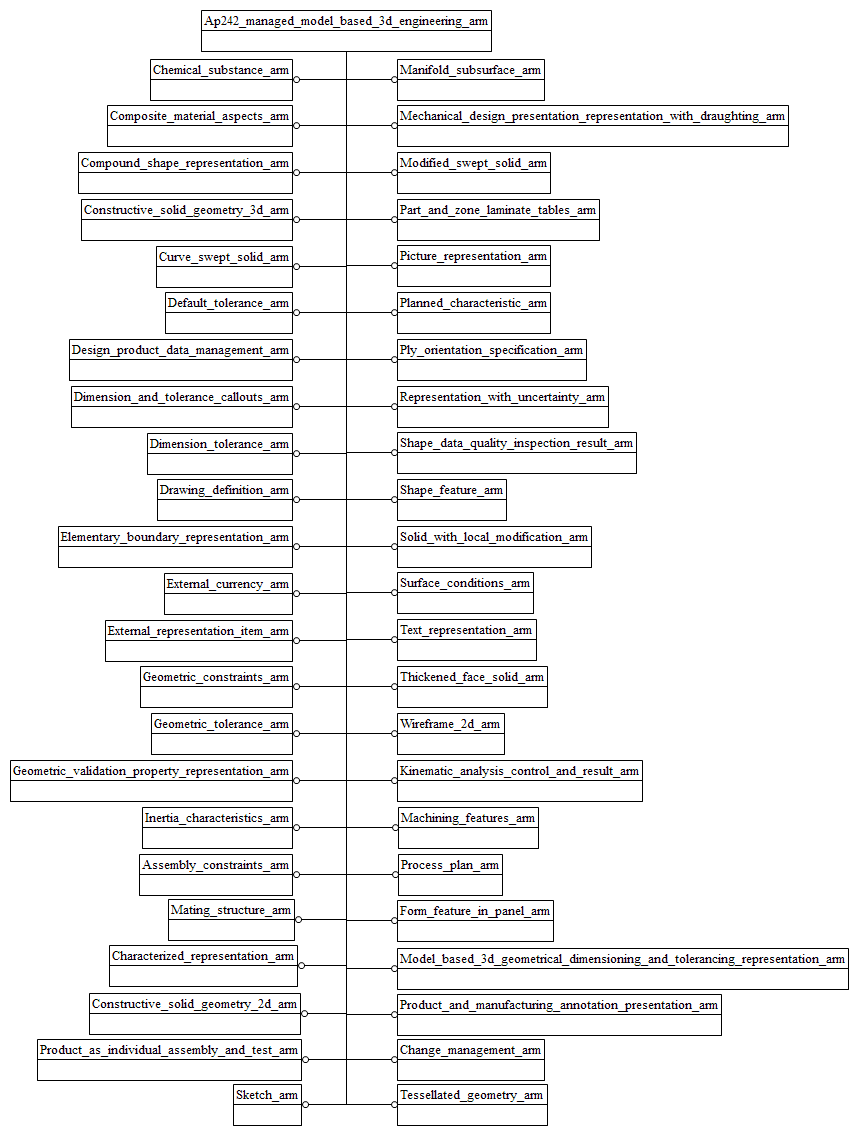 Ap242_managed_model_based_3d_engineering_arm
Chemical_substance_arm
Manifold_subsurface_arm
Composite_material_aspects_arm
Mechanical_design_presentation_representation_with_draughting_arm
Compound_shape_representation_arm
Modified_swept_solid_arm
Constructive_solid_geometry_3d_arm
Part_and_zone_laminate_tables_arm
Curve_swept_solid_arm
Picture_representation_arm
Default_tolerance_arm
Planned_characteristic_arm
Design_product_data_management_arm
Ply_orientation_specification_arm
Dimension_and_tolerance_callouts_arm
Representation_with_uncertainty_arm
Dimension_tolerance_arm
Shape_data_quality_inspection_result_arm
Drawing_definition_arm
Shape_feature_arm
Elementary_boundary_representation_arm
Solid_with_local_modification_arm
External_currency_arm
Surface_conditions_arm
External_representation_item_arm
Text_representation_arm
Geometric_constraints_arm
Thickened_face_solid_arm
Geometric_tolerance_arm
Wireframe_2d_arm
Geometric_validation_property_representation_arm
Kinematic_analysis_control_and_result_arm
Inertia_characteristics_arm
Machining_features_arm
Assembly_constraints_arm
Process_plan_arm
Mating_structure_arm
Form_feature_in_panel_arm
Characterized_representation_arm
Model_based_3d_geometrical_dimensioning_and_tolerancing_representation_arm
Constructive_solid_geometry_2d_arm
Product_and_manufacturing_annotation_presentation_arm
Product_as_individual_assembly_and_test_arm
Change_management_arm
Sketch_arm
Tessellated_geometry_arm